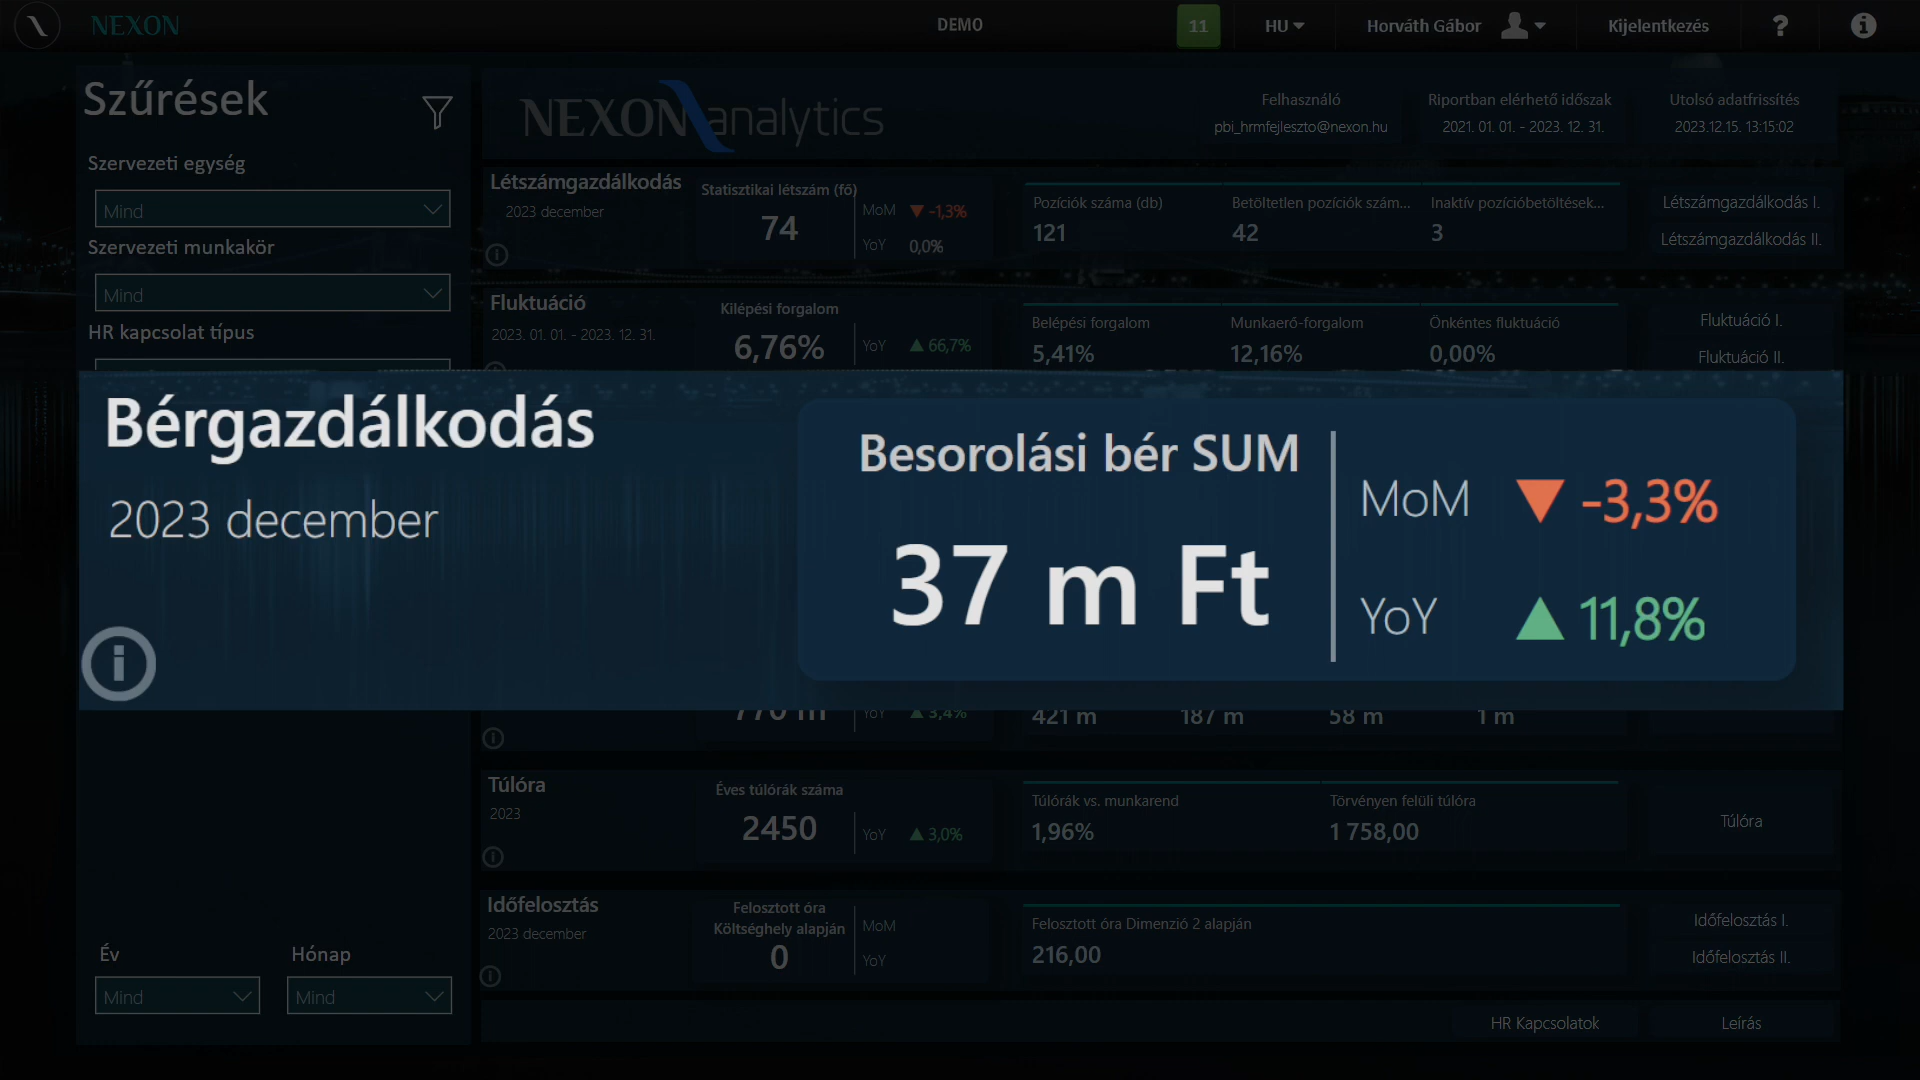 NEXON
DEMO
11
HU
Horváth Gábor
Kijelentkezés
?
i
Szűrések
Szervezeti egység
Mind
Szervezeti munkakör
Mind
HR kapcsolat típus
NEXON analytics
Felhasználó
pbi_hrmfejleszto@nexon.hu
Riportban elérhető időszak
2021. 01. 01. - 2023. 12. 31.
Utolsó adatfrissítés
2023.12.15. 13:15:02
Létszámgazdálkodás
2023 december
Statisztikai létszám (fő)
74
MoM ▼ -1,3%
YoY 0,0%
Pozíciók száma (db)
121
Betöltetlen pozíciók szám...
42
Inaktív pozícióbetöltések...
3
Létszámgazdálkodás I.
Létszámgazdálkodás II.
Fluktuáció
2023. 01. 01. - 2023. 12. 31.
Kilépési forgalom
6,76%
YoY ▲ 66,7%
Belépési forgalom
5,41%
Munkaerő-forgalom
12,16%
Önkéntes fluktuáció
0,00%
Fluktuáció I.
Fluktuáció II.
Bérgazdálkodás
2023 december
Besorolási bér SUM
37 m Ft
MoM ▼ -3,3%
YoY ▲ 11,8%
770 m
YoY ▲ 3,4%
421 m
187 m
58 m
1 m
Túlóra
2023
Éves túlórák száma
2450
YoY ▲ 3,0%
Túlórák vs. munkarend
1,96%
Törvényen felüli túlóra
1 758,00
Túlóra
Időfelosztás
2023 december
Felosztott óra
Költséghely alapján
0
MoM
YoY
Felosztott óra Dimenzió 2 alapján
216,00
Időfelosztás I.
Időfelosztás II.
Év
Mind
Hónap
Mind
HR Kapcsolatok
Leírás